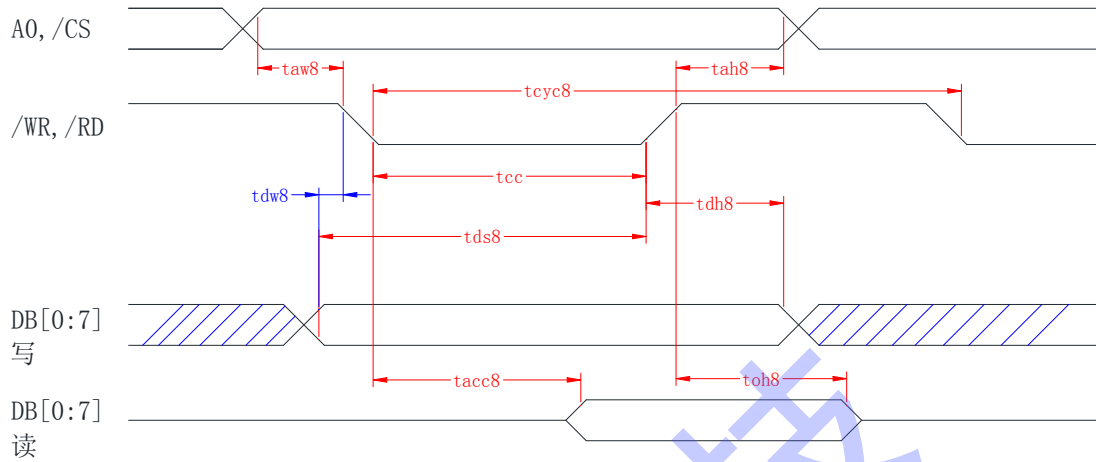 A0, /CS
taw8
tah8
tcyc8
/WR, /RD
tcc
tdw8
tdh8
tds8
DB[0:7]
写
tacc8
toh8
DB[0:7]
读